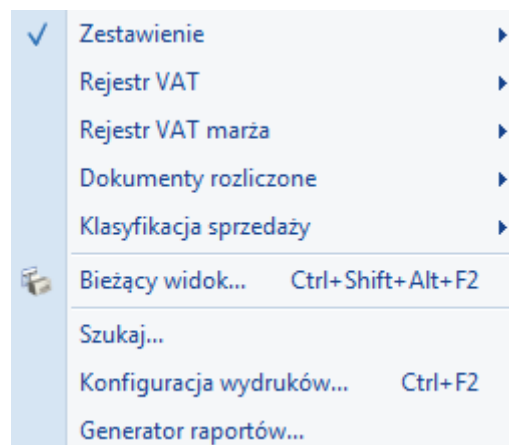 Zestawienie
Rejestr VAT
Rejestr VAT marża
Dokumenty rozliczone
Klasyfikacja sprzedaży
Bieżący widok... Ctrl+Shift+Alt+F2
Szukaj...
Konfiguracja wydruków... Ctrl+F2
Generator raportów...